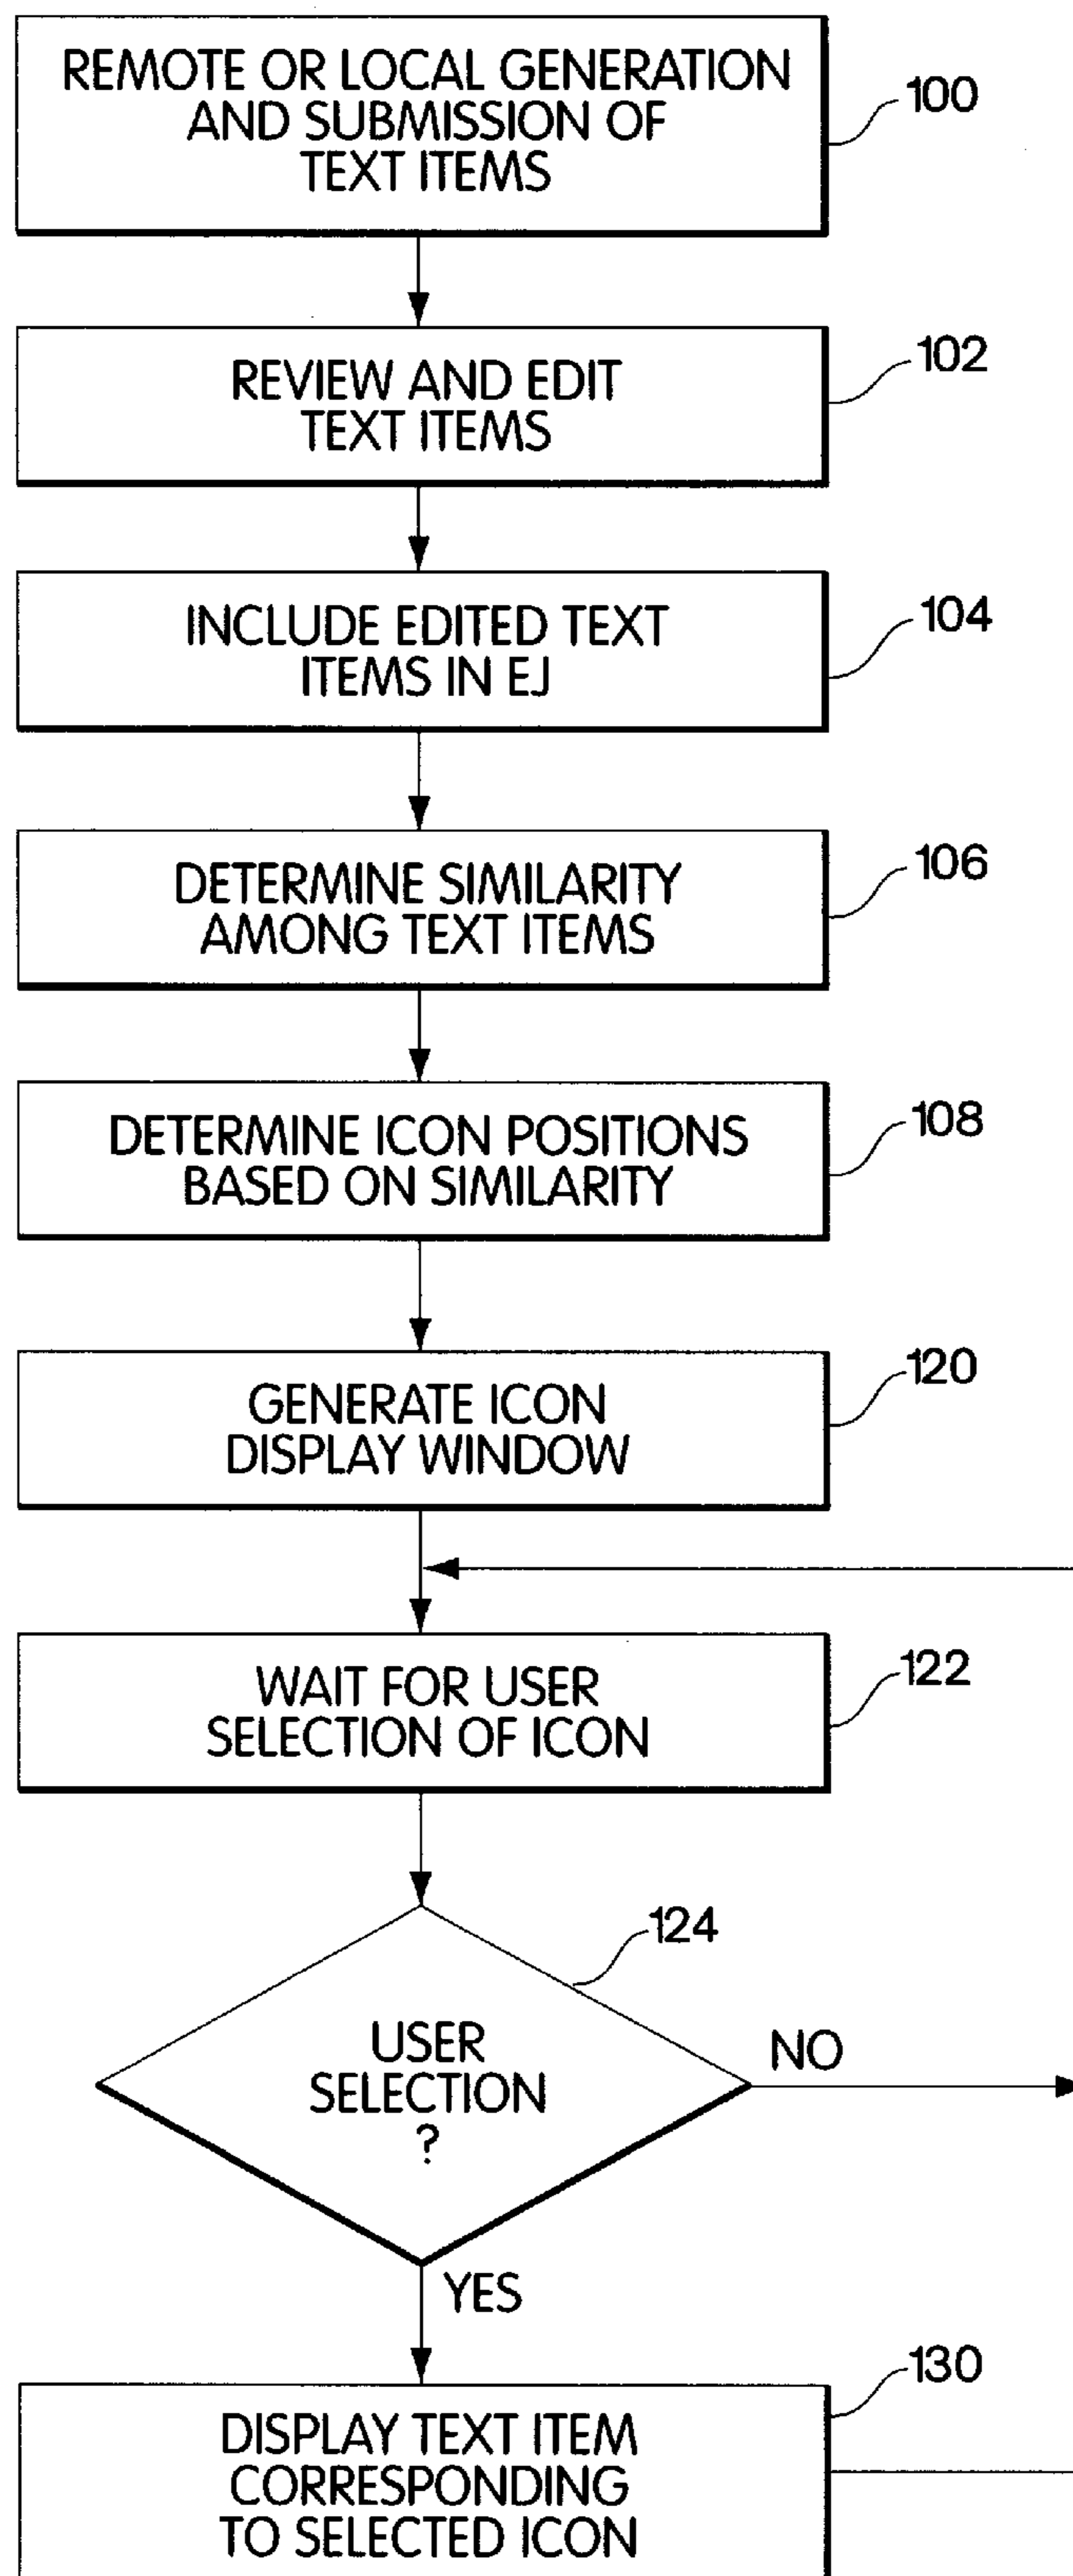 REMOTE OR LOCAL GENERATION
AND SUBMISSION OF
TEXT ITEMS
100
REVIEW AND EDIT
TEXT ITEMS
102
INCLUDE EDITED TEXT
ITEMS IN EJ
104
DETERMINE SIMILARITY
AMONG TEXT ITEMS
106
DETERMINE ICON POSITIONS
BASED ON SIMILARITY
108
GENERATE ICON
DISPLAY WINDOW
120
WAIT FOR USER
SELECTION OF ICON
122
124
USER
SELECTION
?
NO
YES
130
DISPLAY TEXT ITEM
CORRESPONDING
TO SELECTED ICON